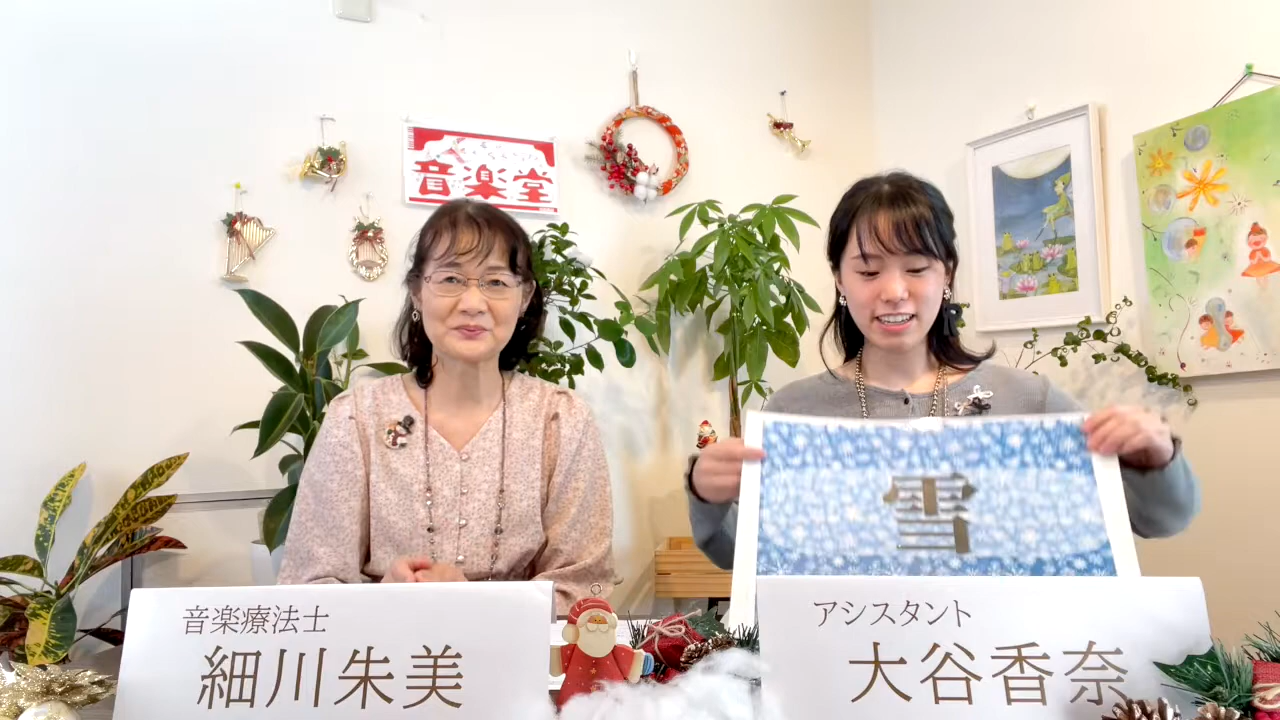 音楽堂
雪
音楽療法士
細川朱美
アシスタント
大谷香奈